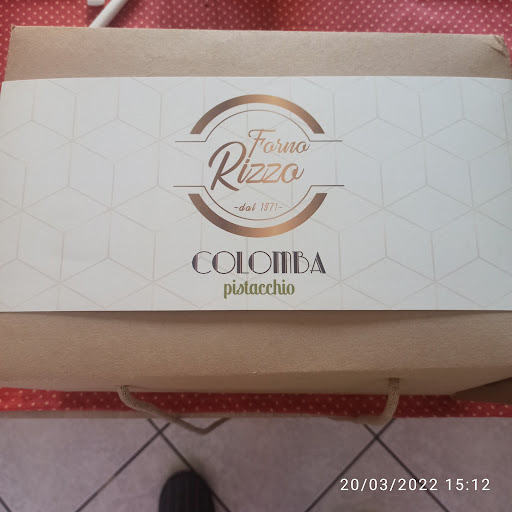 Forno
Rizzo
-dal 1971-
COLOMBA
pistacchio
20/03/2022 15:12